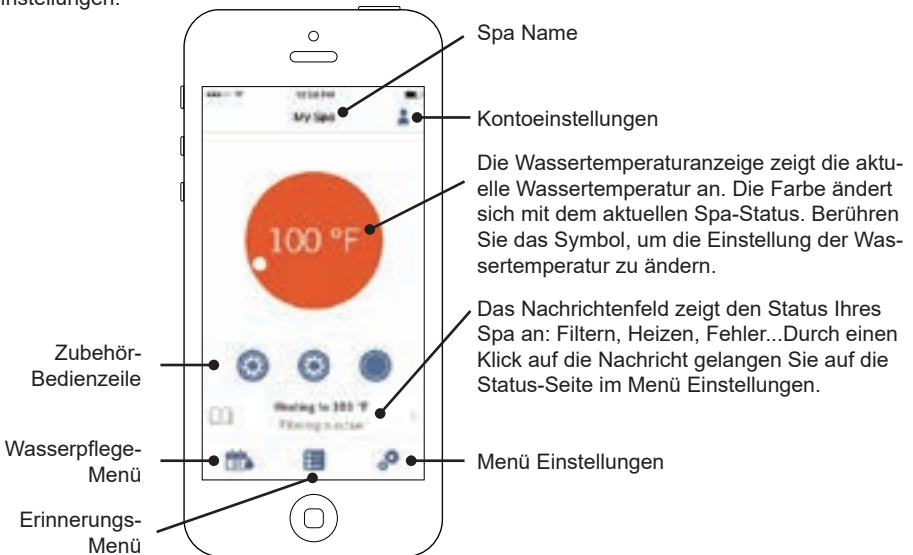 instellungen.
Spa Name
My Spa
Kontoeinstellungen
Die Wassertemperaturanzeige zeigt die aktu-
elle Wassertemperatur an. Die Farbe ändert
sich mit dem aktuellen Spa-Status. Berühren
Sie das Symbol, um die Einstellung der Was-
sertemperatur zu ändern.
100 °F
Das Nachrichtenfeld zeigt den Status Ihres
Spa an: Filtern, Heizen, Fehler...Durch einen
Klick auf die Nachricht gelangen Sie auf die
Status-Seite im Menü Einstellungen.
Zubehör-
Bedienzeile
Wasserpflege-
Menü
Menü Einstellungen
Erinnerungs-
Menü